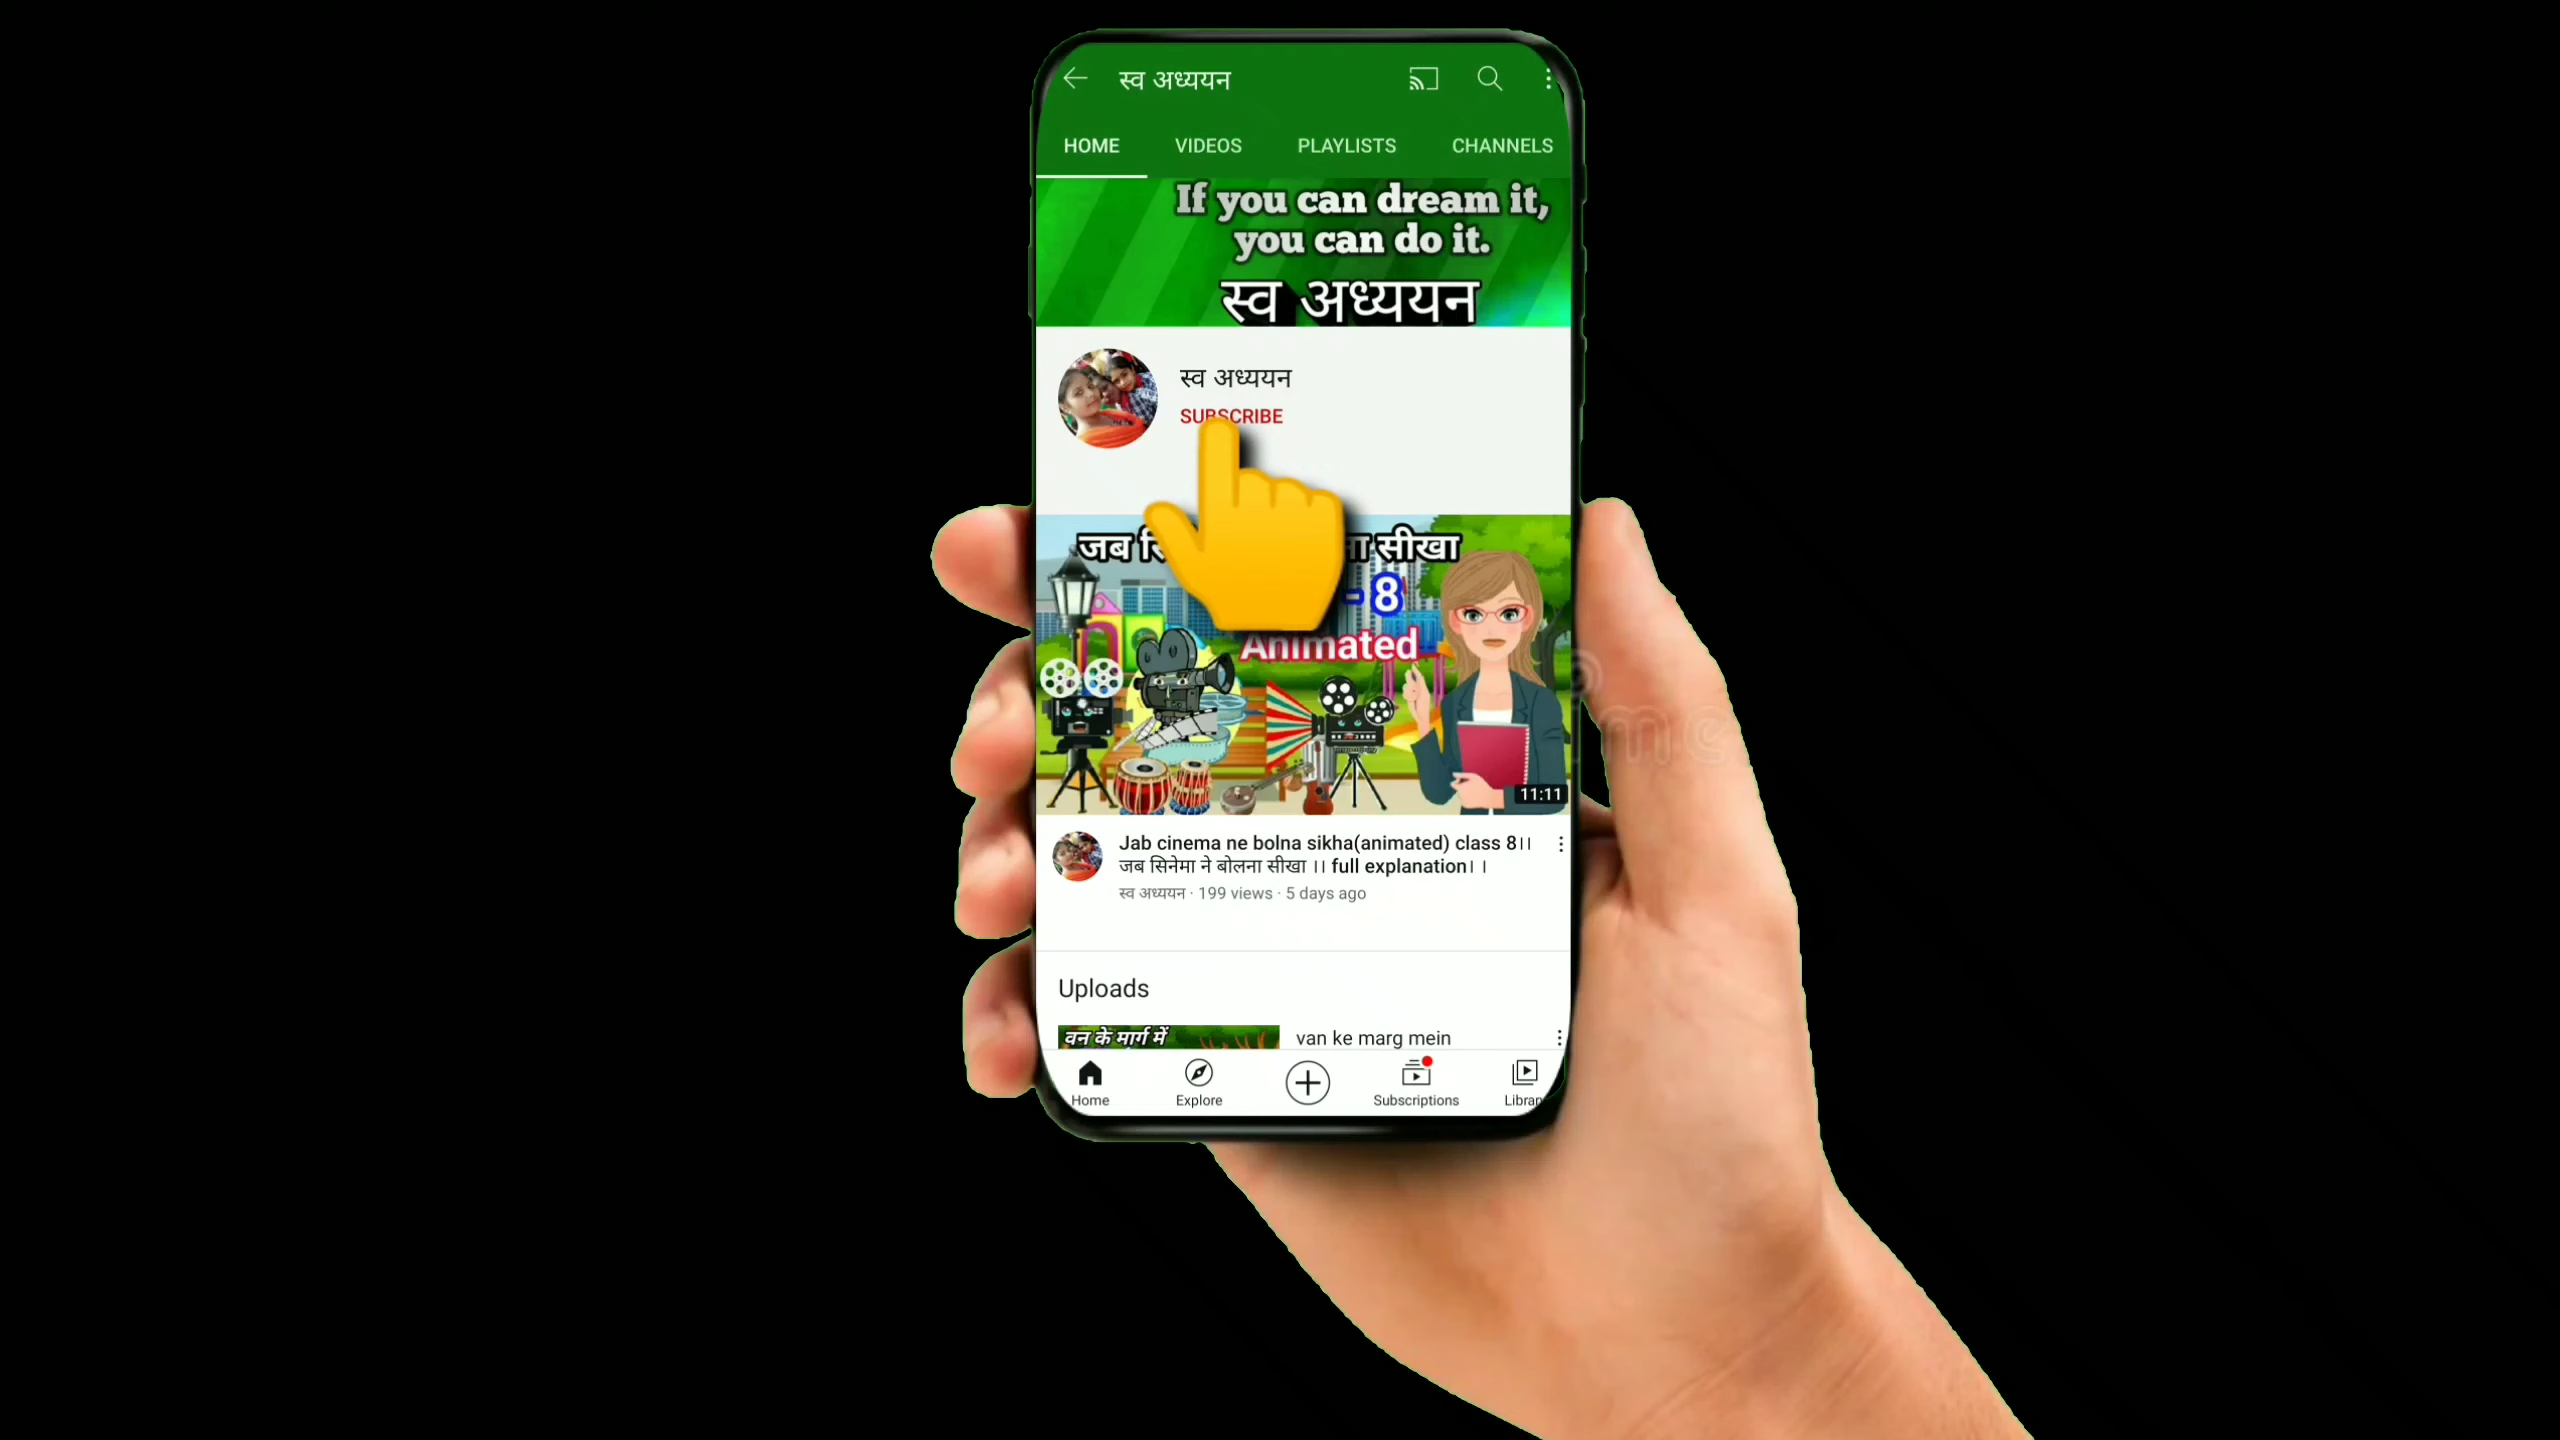 स्व अध्ययन
HOME VIDEOS PLAYLISTS CHANNELS
If you can dream it,
you can do it.
स्व अध्ययन
स्व अध्ययन
SUBSCRIBE
जब
सीखा
- 8
Animated
11:11
Jab cinema ne bolna sikha(animated) class 8।।
जब सिनेमा ने बोलना सीखा ।। full explanation। ।
स्व अध्ययन · 199 views · 5 days ago
Uploads
वन के मार्ग में
van ke marg mein
Home Explore Subscriptions Librar